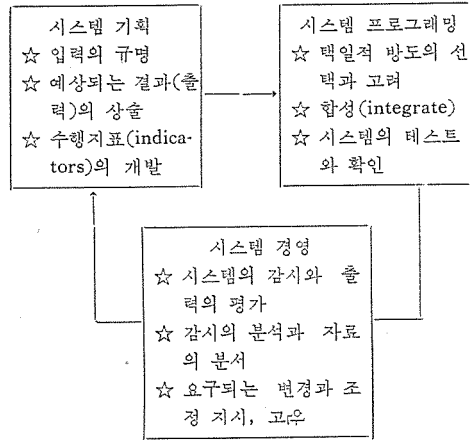 시스템 기획
☆ 입력의 규명
☆ 예상되는 결과(출
력)의 상술
☆ 수행지표(indica-
tors)의 개발
시스템 프로그래밍
☆ 택일적 방도의 선
택과 고려
☆ 합성(integrate)
☆ 시스템의 테스트
와 확인
시스템 경영
☆ 시스템의 감시와 출
력의 평가
☆ 감시의 분석과 자료
의 분서
☆ 요구되는 변경과 조
정 지시,